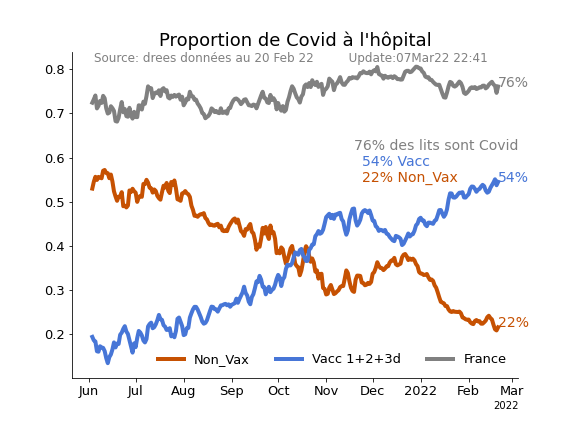 Proportion de Covid à l'hôpital
Source: drees données au 20 Feb 22 Update:07Mar22 22:41
0.8
0.7
0.6
0.5
0.4
0.3
0.2
76%
76% des lits sont Covid
54% Vacc
22% Non_Vax
54%
22%
Non_Vax Vacc 1+2+3d France
Jun Jul Aug Sep Oct Nov Dec 2022 Feb Mar
2022